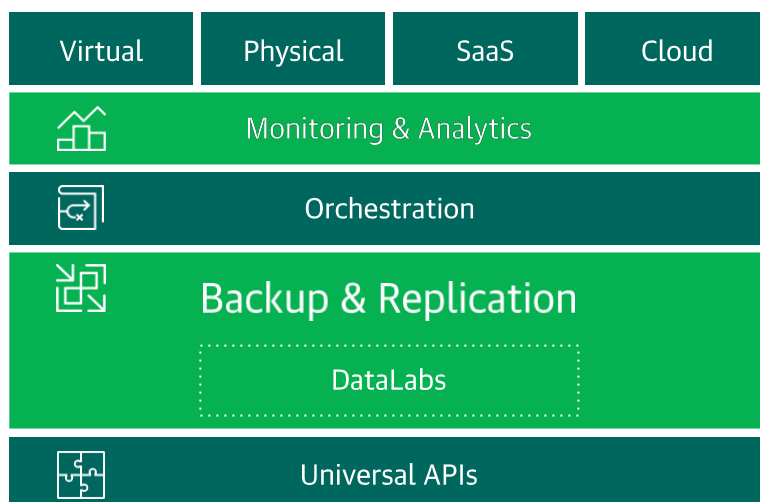 Virtual
Physical
SaaS
Cloud
Monitoring & Analytics
Orchestration
Backup & Replication
DataLabs
Universal APIs